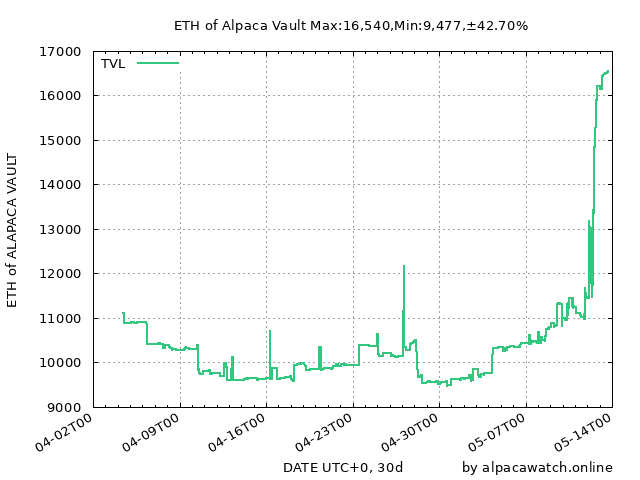 ETH of Alpaca Vault Max:16,540,Min:9,477,±42.70%
TVL
17000
16000
15000
14000
13000
12000
11000
10000
9000
ETH of ALAPACA VAULT
04-02T00
04-09T00
04-16T00
04-23T00
04-30T00
05-07T00
05-14T00
DATE UTC+0, 30d
by alpacawatch.online